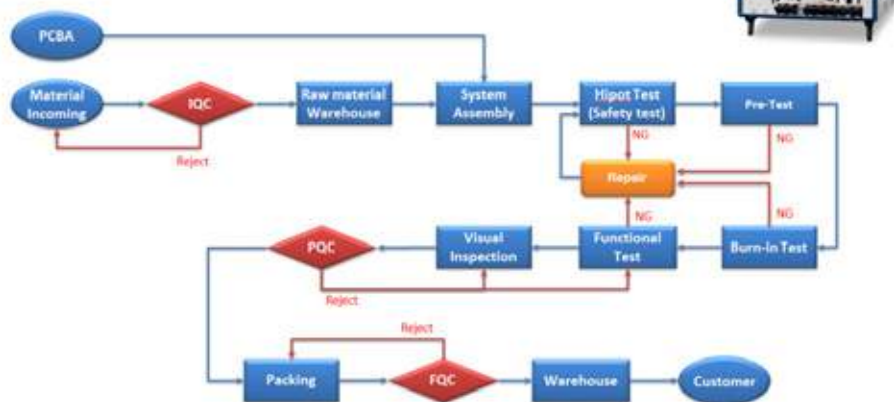 PCBA
Material
Incoming
IQC
Raw material
Warehouse
System
Assembly
Hipot Test
(Safety test)
Pre-Test
Reject
NG
NG
Repair
NG
NG
PQC
Visual
Inspection
Functional
Test
Burn-In Test
Reject
Reject
Packing
FQC
Warehouse
Customer